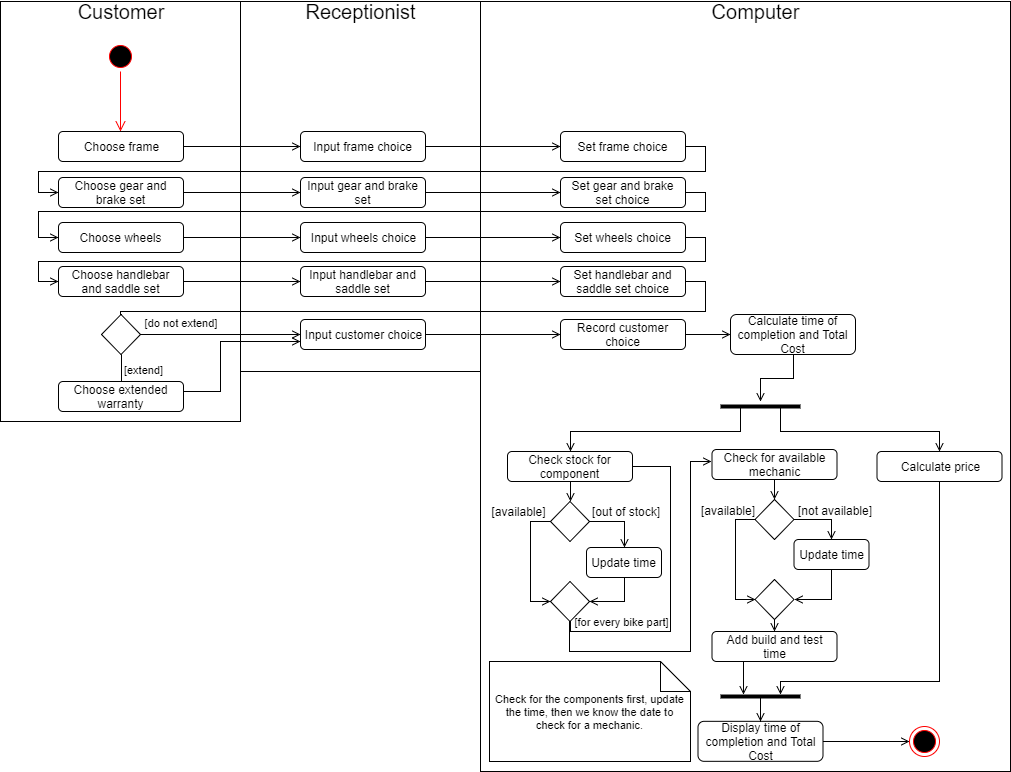 Customer
Receptionist
Computer
Choose frame
Input frame choice
Set frame choice
Choose gear and
brake set
Input gear and brake
set
Set gear and brake
set choice
Choose wheels
Input wheels choice
Set wheels choice
Choose handlebar
and saddle set
Input handlebar and
saddle set
Set handlebar and
saddle set choice
[do not extend]
Input customer choice
Record customer
choice
Calculate time of
completion and Total
Cost
[extend]
Choose extended
warranty
Check stock for
component
Check for available
mechanic
Calculate price
[available]
[out of stock]
[available]
[not available]
Update time
Update time
[for every bike part]
Add build and test
time
Check for the components first, update
the time, then we know the date to
check for a mechanic.
Display time of
completion and Total
Cost